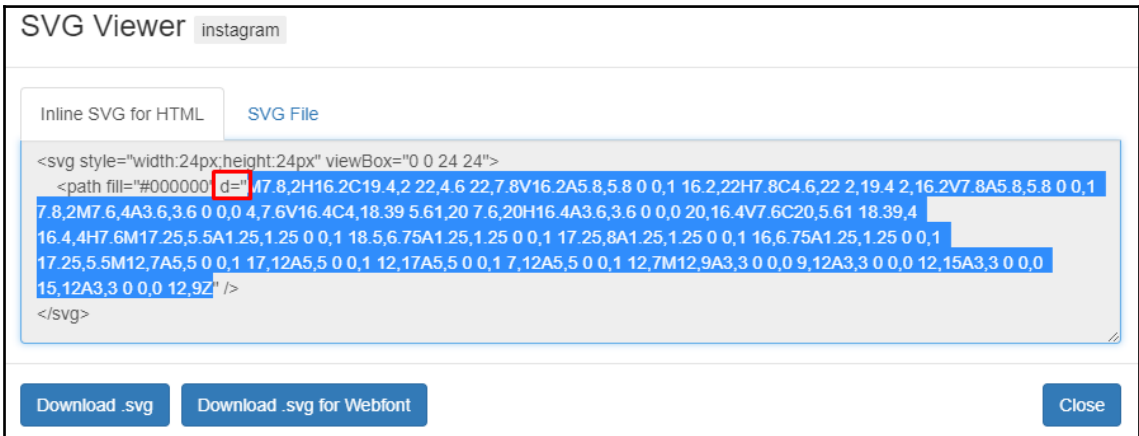 SVG Viewer instagram
Inline SVG for HTML SVG File
<svg style="width:24px;height:24px" viewBox="0 0 24 24">
<path fill="#000000" d="M7.8,2H16.2C19.4,2 22,4.6 22,7.8V16.2A5.8,5.8 0 0,1 16.2,22H7.8C4.6,22 2,19.4 2,16.2V7.8A5.8,5.8 0 0,1
7.8,2M7.6,4A3.6,3.6 0 0,0 4,7.6V16.4C4,18.39 5.61,20 7.6,20H16.4A3.6,3.6 0 0,0 20,16.4V7.6C20,5.61 18.39,4
16.4,4H7.6M17.25,5.5A1.25,1.25 0 0,1 18.5,6.75A1.25,1.25 0 0,1 17.25,8A1.25,1.25 0 0,1 16,6.75A1.25,1.25 0 0,1
17.25,5.5M12,7A5,5 0 0,1 17,12A5,5 0 0,1 12,17A5,5 0 0,1 7,12A5,5 0 0,1 12,7M12,9A3,3 0 0,0 9,12A3,3 0 0,0 12,15A3,3 0 0,0
15,12A3,3 0 0,0 12,9Z" />
</svg>
Download .svg Download .svg for Webfont Close